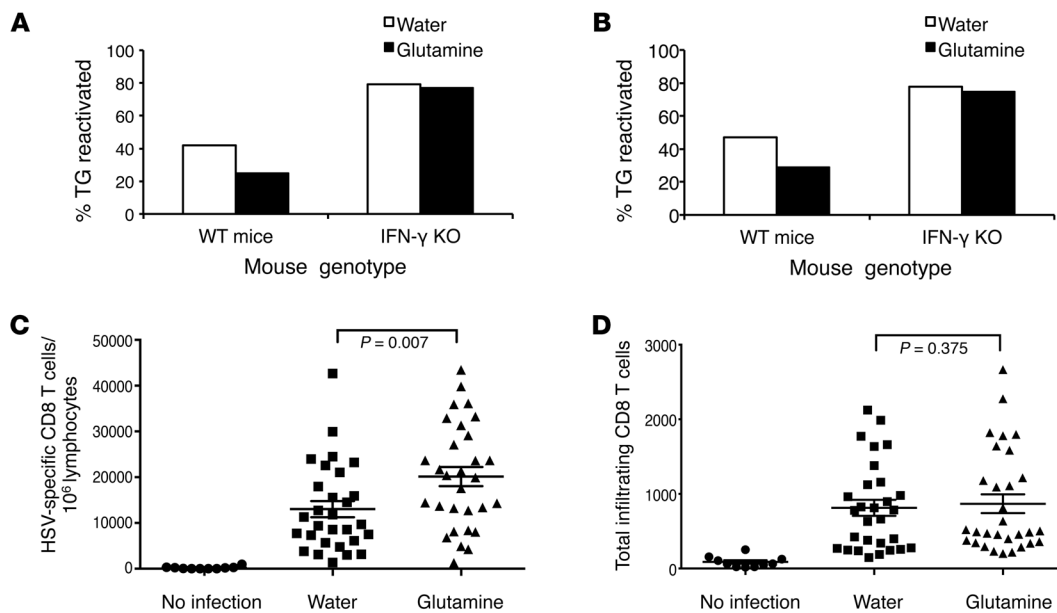 A
Water
Glutamine
100
80
60
40
20
0
% TG reactivated
WT mice
IFN-γ KO
Mouse genotype
B
Water
Glutamine
100
80
60
40
20
0
% TG reactivated
WT mice
IFN-γ KO
Mouse genotype
C
HSV-specific CD8 T cells/
10⁶ lymphocytes
50000
40000
30000
20000
10000
0
P = 0.007
No infection
Water
Glutamine
D
Total infiltrating CD8 T cells
3000
2000
1000
0
P = 0.375
No infection
Water
Glutamine